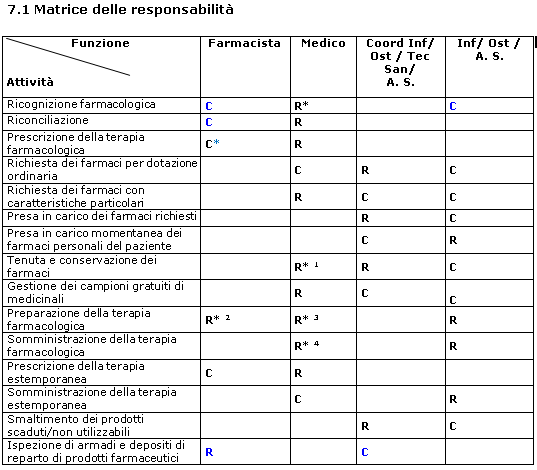 7.1 Matrice delle responsabilità
Funzione
Attività
Farmacista
Medico
Coord Inf/
Ost / Tec
San/
A. S.
Inf/ Ost /
A. S.
Ricognizione farmacologica C R* C
Riconciliazione C R
Prescrizione della terapia
farmacologica C* R
Richiesta dei farmaci per dotazione
ordinaria C R C
Richiesta dei farmaci con
caratteristiche particolari R C C
Presa in carico dei farmaci richiesti R C
Presa in carico momentanea dei
farmaci personali del paziente C R
Tenuta e conservazione dei
farmaci R* 1 R C
Gestione dei campioni gratuiti di
medicinali R C C
Preparazione della terapia
farmacologica R* 2 R* 3 R
Somministrazione della terapia
farmacologica R* 4 R
Prescrizione della terapia
estemporanea C R
Somministrazione della terapia
estemporanea C R
Smaltimento dei prodotti
scaduti/non utilizzabili R C
Ispezione di armadi e depositi di
reparto di prodotti farmaceutici R C